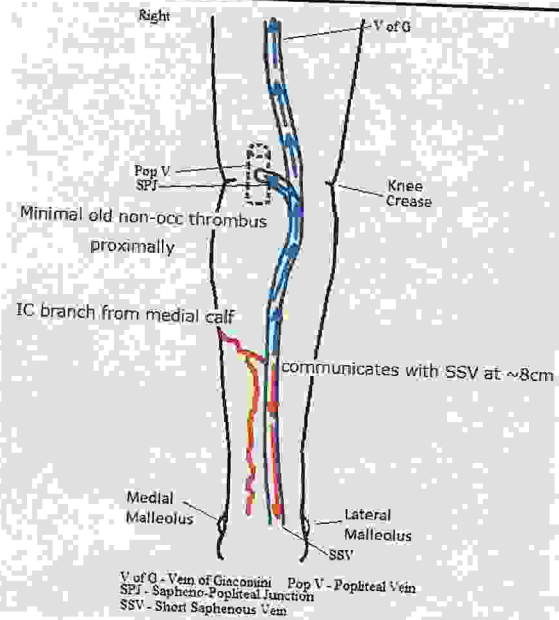 Right
V of G
Pop V.
SPJ
Knee
Crease
Minimal old non-occ thrombus
proximally
IC branch from medial calf
communicates with SSV at ~8cm
Medial
Malleolus
Lateral
Malleolus
SSV
V of G - Vein of Giacomini Pop V - Popliteal Vein
SPJ - Sapheno-Popliteal Junction
SSV - Short Saphenous Vein